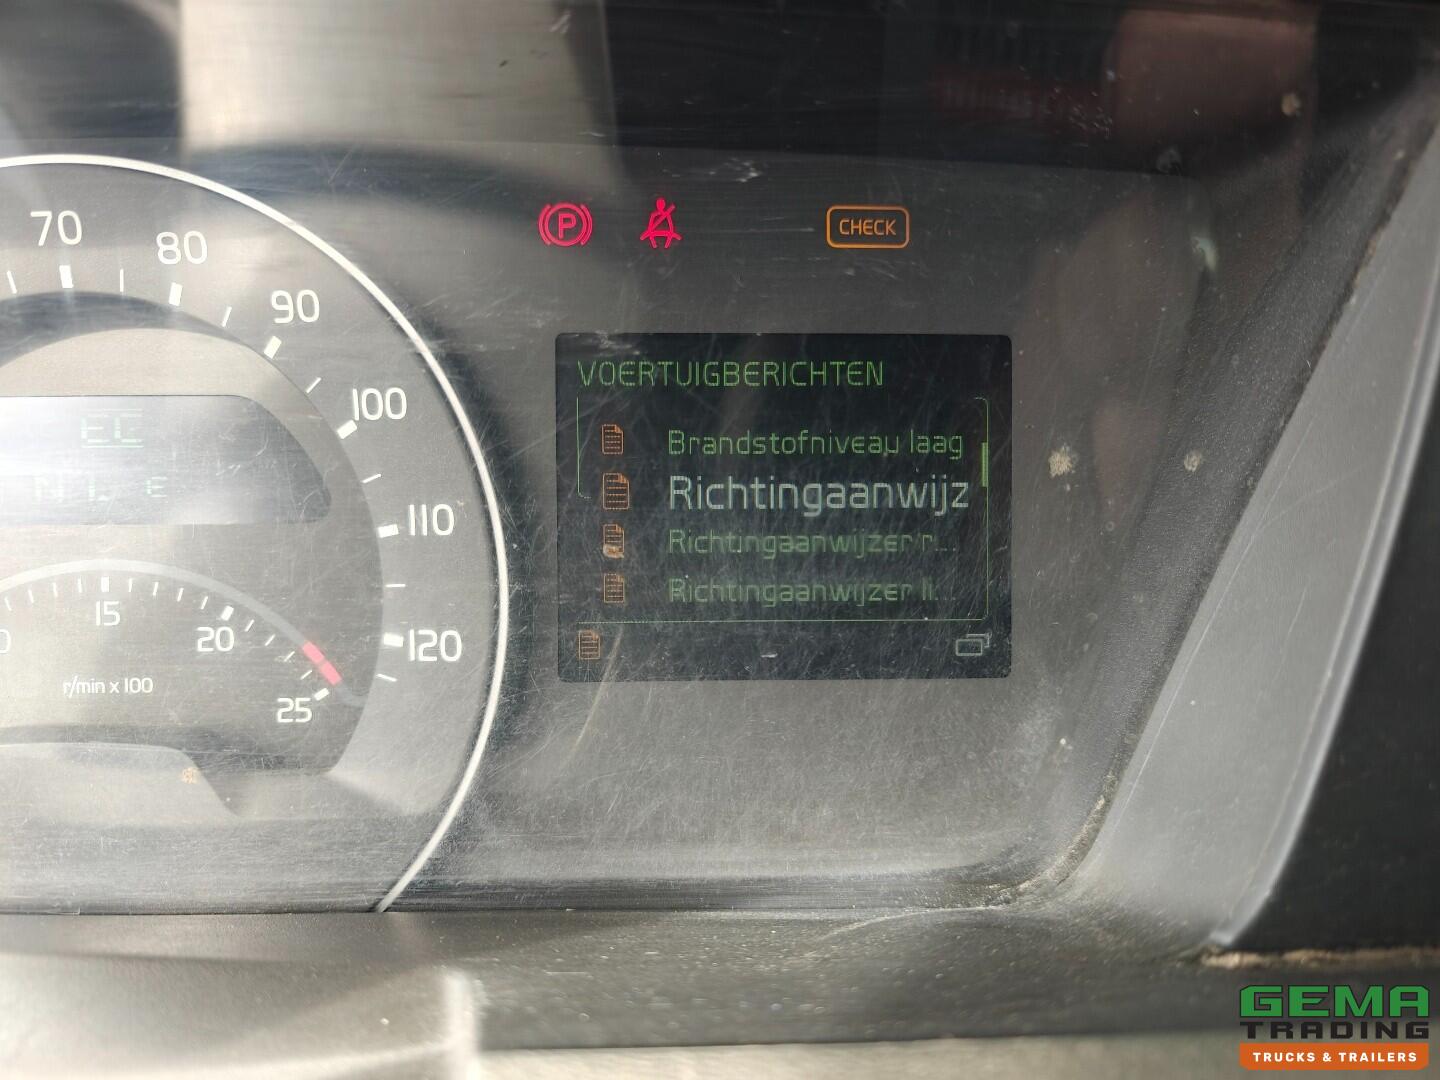 70
80
90
100
110
120
15
20
25
r/min x 100
P
CHECK
VOERTUIGBERICHTEN
Brandstofniveau laag
Richtingaanwijz
Richtingaanwijzer r...
Richtingaanwijzer li...
GEMA
TRADING
TRUCKS & TRAILERS